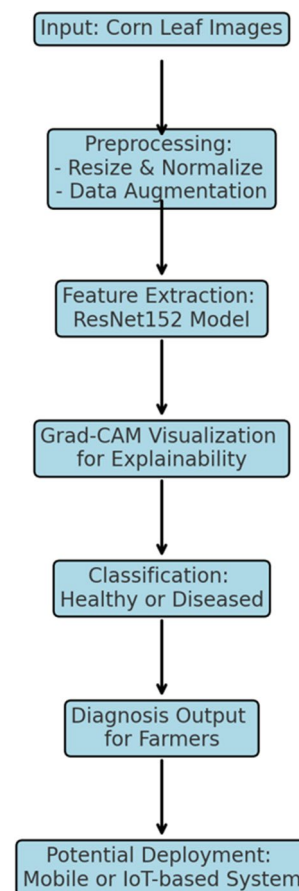 Input: Corn Leaf Images
Preprocessing:
- Resize & Normalize
- Data Augmentation
Feature Extraction:
ResNet152 Model
Grad-CAM Visualization
for Explainability
Classification:
Healthy or Diseased
Diagnosis Output
for Farmers
Potential Deployment:
Mobile or IoT-based System